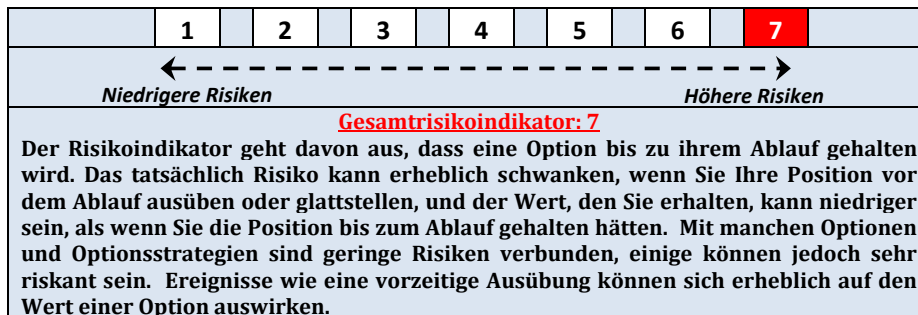 1 2 3 4 5 6 7
Niedrigere Risiken Höhere Risiken
Gesamtrisikoindikator: 7
Der Risikoindikator geht davon aus, dass eine Option bis zu ihrem Ablauf gehalten
wird. Das tatsächlich Risiko kann erheblich schwanken, wenn Sie Ihre Position vor
dem Ablauf ausüben oder glattstellen, und der Wert, den Sie erhalten, kann niedriger
sein, als wenn Sie die Position bis zum Ablauf gehalten hätten. Mit manchen Optionen
und Optionsstrategien sind geringe Risiken verbunden, einige können jedoch sehr
riskant sein. Ereignisse wie eine vorzeitige Ausübung können sich erheblich auf den
Wert einer Option auswirken.